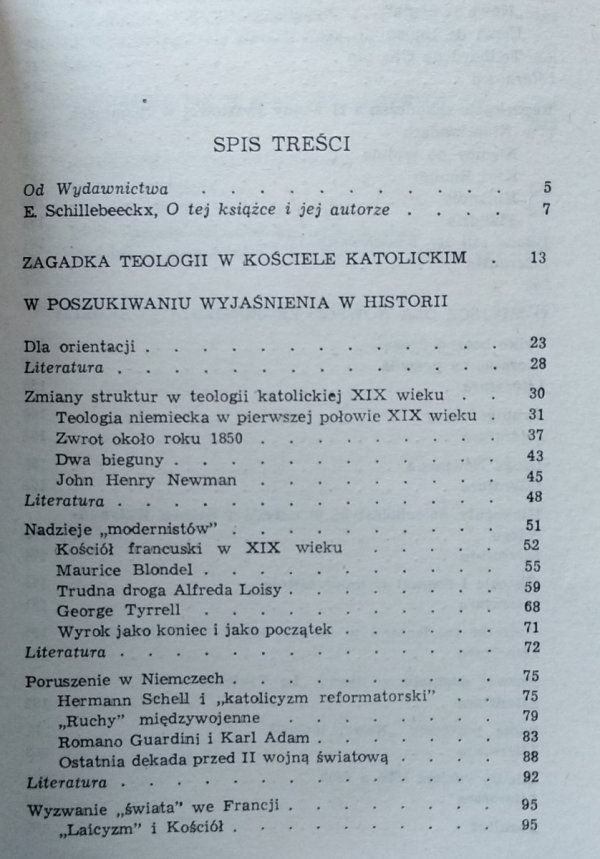 SPIS TREŚCI
Od Wydawnictwa . . . . . . . . . . . 5
E. Schillebeeckx, O tej książce i jej autorze . . . . 7
ZAGADKA TEOLOGII W KOŚCIELE KATOLICKIM . 13
W POSZUKIWANIU WYJAŚNIENIA W HISTORII
Dla orientacji . . . . . . . . . . . . 23
Literatura . . . . . . . . . . . . . 28
Zmiany struktur w teologii katolickiej XIX wieku . . 30
Teologia niemiecka w pierwszej połowie XIX wieku . 31
Zwrot około roku 1850 . . . . . . . . . 37
Dwa bieguny . . . . . . . . . . . . 43
John Henry Newman . . . . . . . . . 45
Literatura . . . . . . . . . . . . . 48
Nadzieje „modernistów” . . . . . . . . . 51
Kościół francuski w XIX wieku . . . . . 52
Maurice Blondel . . . . . . . . . . . 55
Trudna droga Alfreda Loisy . . . . . . . 59
George Tyrrell . . . . . . . . . . . 68
Wyrok jako koniec i jako początek . . . . . 71
Literatura . . . . . . . . . . . . . 72
Poruszenie w Niemczech . . . . . . . . . 75
Hermann Schell i „katolicyzm reformatorski” . . 75
„Ruchy” międzywojenne . . . . . . . . 79
Romano Guardini i Karl Adam . . . . . . 83
Ostatnia dekada przed II wojną światową . . . . 88
Literatura . . . . . . . . . . . . . 92
Wyzwanie „świata” we Francji . . . . . . . 95
„Laicyzm” i Kościół . . . . . . . . . . 95